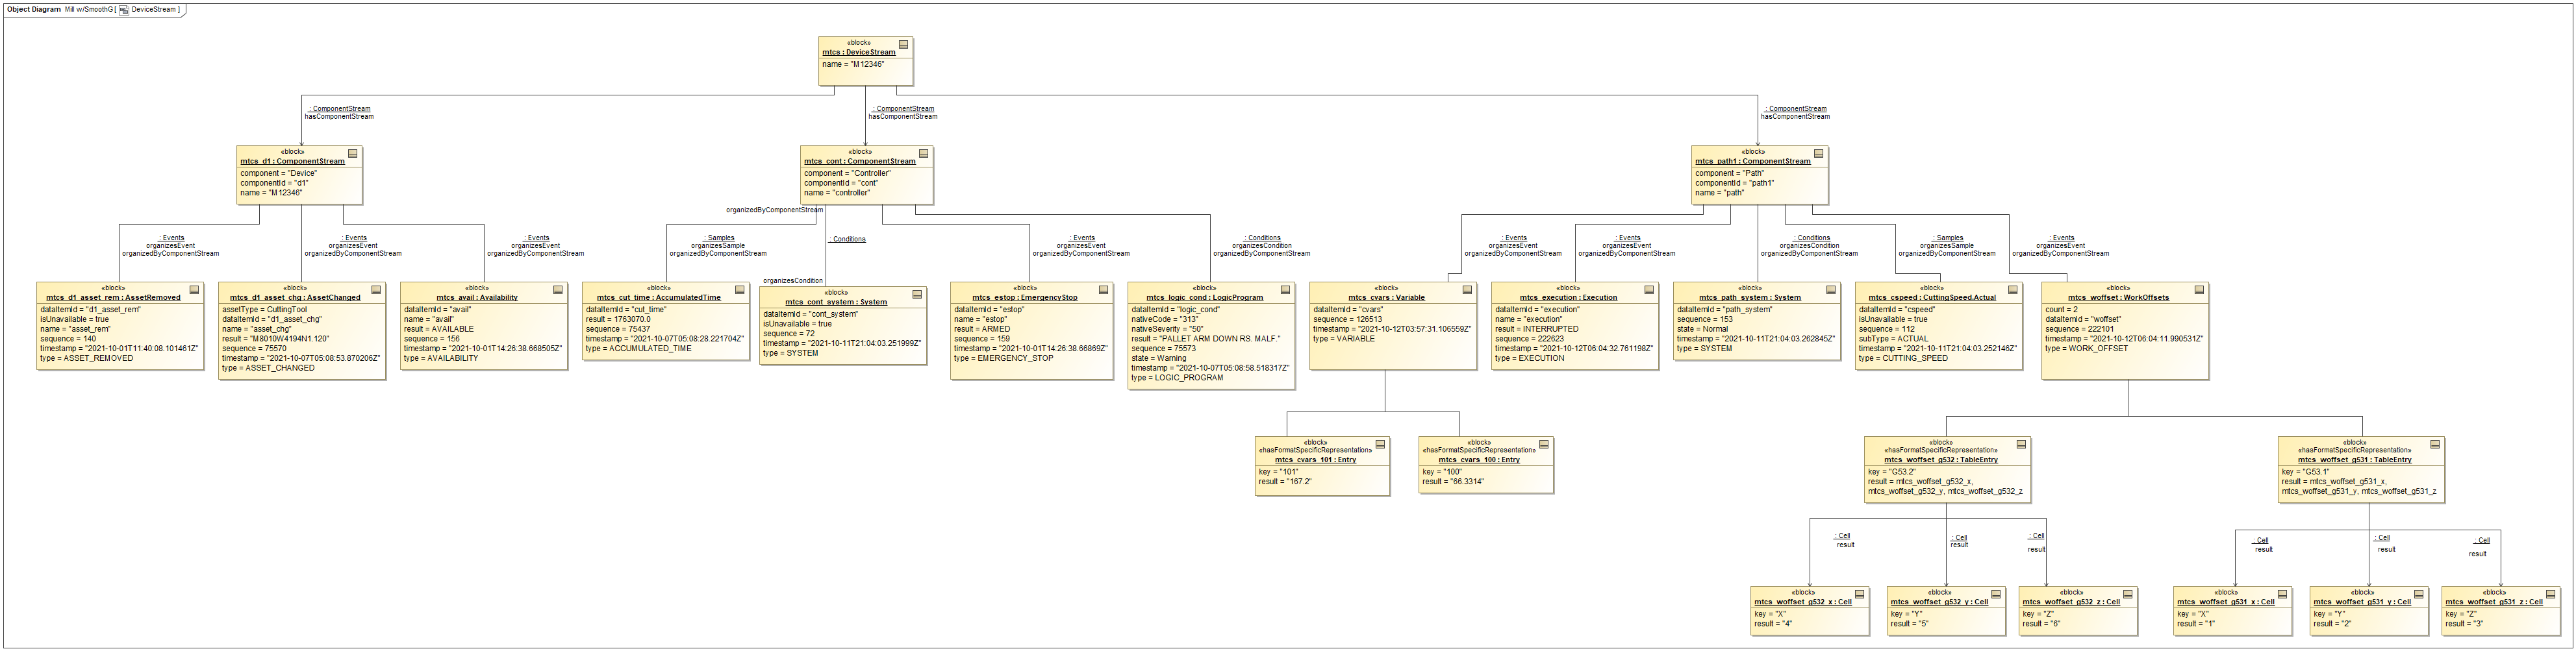 Object Diagram Mill w/SmoothG [ DeviceStream ]
«block»
mtcs : DeviceStream
name = "M12346"
: ComponentStream
hasComponentStream
: ComponentStream
hasComponentStream
: ComponentStream
hasComponentStream
«block»
mtcs_d1 : ComponentStream
component = "Device"
componentId = "d1"
name = "M12346"
«block»
mtcs_cont : ComponentStream
component = "Controller"
componentId = "cont"
name = "controller"
«block»
mtcs_path1 : ComponentStream
component = "Path"
componentId = "path1"
name = "path"
: Events
organizesEvent
organizedByComponentStream
: Events
organizesEvent
organizedByComponentStream
: Events
organizesEvent
organizedByComponentStream
: Samples
organizesSample
organizedByComponentStream
organizedByComponentStream
: Conditions
organizesCondition
: Events
organizesEvent
organizedByComponentStream
: Conditions
organizesCondition
organizedByComponentStream
: Events
organizesEvent
organizedByComponentStream
: Events
organizesEvent
organizedByComponentStream
: Conditions
organizesCondition
organizedByComponentStream
: Samples
organizesSample
organizedByComponentStream
: Events
organizesEvent
organizedByComponentStream
«block»
mtcs_d1_asset_rem : AssetRemoved
dataItemId = "d1_asset_rem"
isUnavailable = true
name = "asset_rem"
sequence = 140
timestamp = "2021-10-01T11:40:08.101461Z"
type = ASSET_REMOVED
«block»
mtcs_d1_asset_chg : AssetChanged
assetType = CuttingTool
dataItemId = "d1_asset_chg"
name = "asset_chg"
result = "M8010W4194N1.120"
sequence = 75570
timestamp = "2021-10-07T05:08:53.870206Z"
type = ASSET_CHANGED
«block»
mtcs_avail : Availability
dataItemId = "avail"
name = "avail"
result = AVAILABLE
sequence = 156
timestamp = "2021-10-01T14:26:38.668505Z"
type = AVAILABILITY
«block»
mtcs_cut_time : AccumulatedTime
dataItemId = "cut_time"
result = 1763070.0
sequence = 75437
timestamp = "2021-10-07T05:08:28.221704Z"
type = ACCUMULATED_TIME
«block»
mtcs_cont_system : System
dataItemId = "cont_system"
isUnavailable = true
sequence = 72
timestamp = "2021-10-11T21:04:03.251999Z"
type = SYSTEM
«block»
mtcs_estop : EmergencyStop
dataItemId = "estop"
name = "estop"
result = ARMED
sequence = 159
timestamp = "2021-10-01T14:26:38.66869Z"
type = EMERGENCY_STOP
«block»
mtcs_logic_cond : LogicProgram
dataItemId = "logic_cond"
nativeCode = "313"
nativeSeverity = "50"
result = "PALLET ARM DOWN RS. MALF."
sequence = 75573
state = Warning
timestamp = "2021-10-07T05:08:58.518317Z"
type = LOGIC_PROGRAM
«block»
mtcs_cvars : Variable
dataItemId = "cvars"
sequence = 126513
timestamp = "2021-10-12T03:57:31.106559Z"
type = VARIABLE
«block»
mtcs_execution : Execution
dataItemId = "execution"
name = "execution"
result = INTERRUPTED
sequence = 222623
timestamp = "2021-10-12T06:04:32.761198Z"
type = EXECUTION
«block»
mtcs_path_system : System
dataItemId = "path_system"
sequence = 153
state = Normal
timestamp = "2021-10-11T21:04:03.262845Z"
type = SYSTEM
«block»
mtcs_cspeed : CuttingSpeed.Actual
dataItemId = "cspeed"
isUnavailable = true
sequence = 112
subType = ACTUAL
timestamp = "2021-10-11T21:04:03.252146Z"
type = CUTTING_SPEED
«block»
mtcs_woffset : WorkOffsets
count = 2
dataItemId = "woffset"
sequence = 222101
timestamp = "2021-10-12T06:04:11.990531Z"
type = WORK_OFFSET
«block»
«hasFormatSpecificRepresentation»
mtcs_cvars_101 : Entry
key = "101"
result = "167.2"
«block»
«hasFormatSpecificRepresentation»
mtcs_cvars_100 : Entry
key = "100"
result = "66.3314"
«block»
«hasFormatSpecificRepresentation»
mtcs_woffset_g532 : TableEntry
key = "G53.2"
result = mtcs_woffset_g532_x,
mtcs_woffset_g532_y, mtcs_woffset_g532_z
«block»
«hasFormatSpecificRepresentation»
mtcs_woffset_g531 : TableEntry
key = "G53.1"
result = mtcs_woffset_g531_x,
mtcs_woffset_g531_y, mtcs_woffset_g531_z
: Cell
result
: Cell
result
: Cell
result
: Cell
result
: Cell
result
: Cell
result
«block»
mtcs_woffset_g532_x : Cell
key = "X"
result = "4"
«block»
mtcs_woffset_g532_y : Cell
key = "Y"
result = "5"
«block»
mtcs_woffset_g532_z : Cell
key = "Z"
result = "6"
«block»
mtcs_woffset_g531_x : Cell
key = "X"
result = "1"
«block»
mtcs_woffset_g531_y : Cell
key = "Y"
result = "2"
«block»
mtcs_woffset_g531_z : Cell
key = "Z"
result = "3"